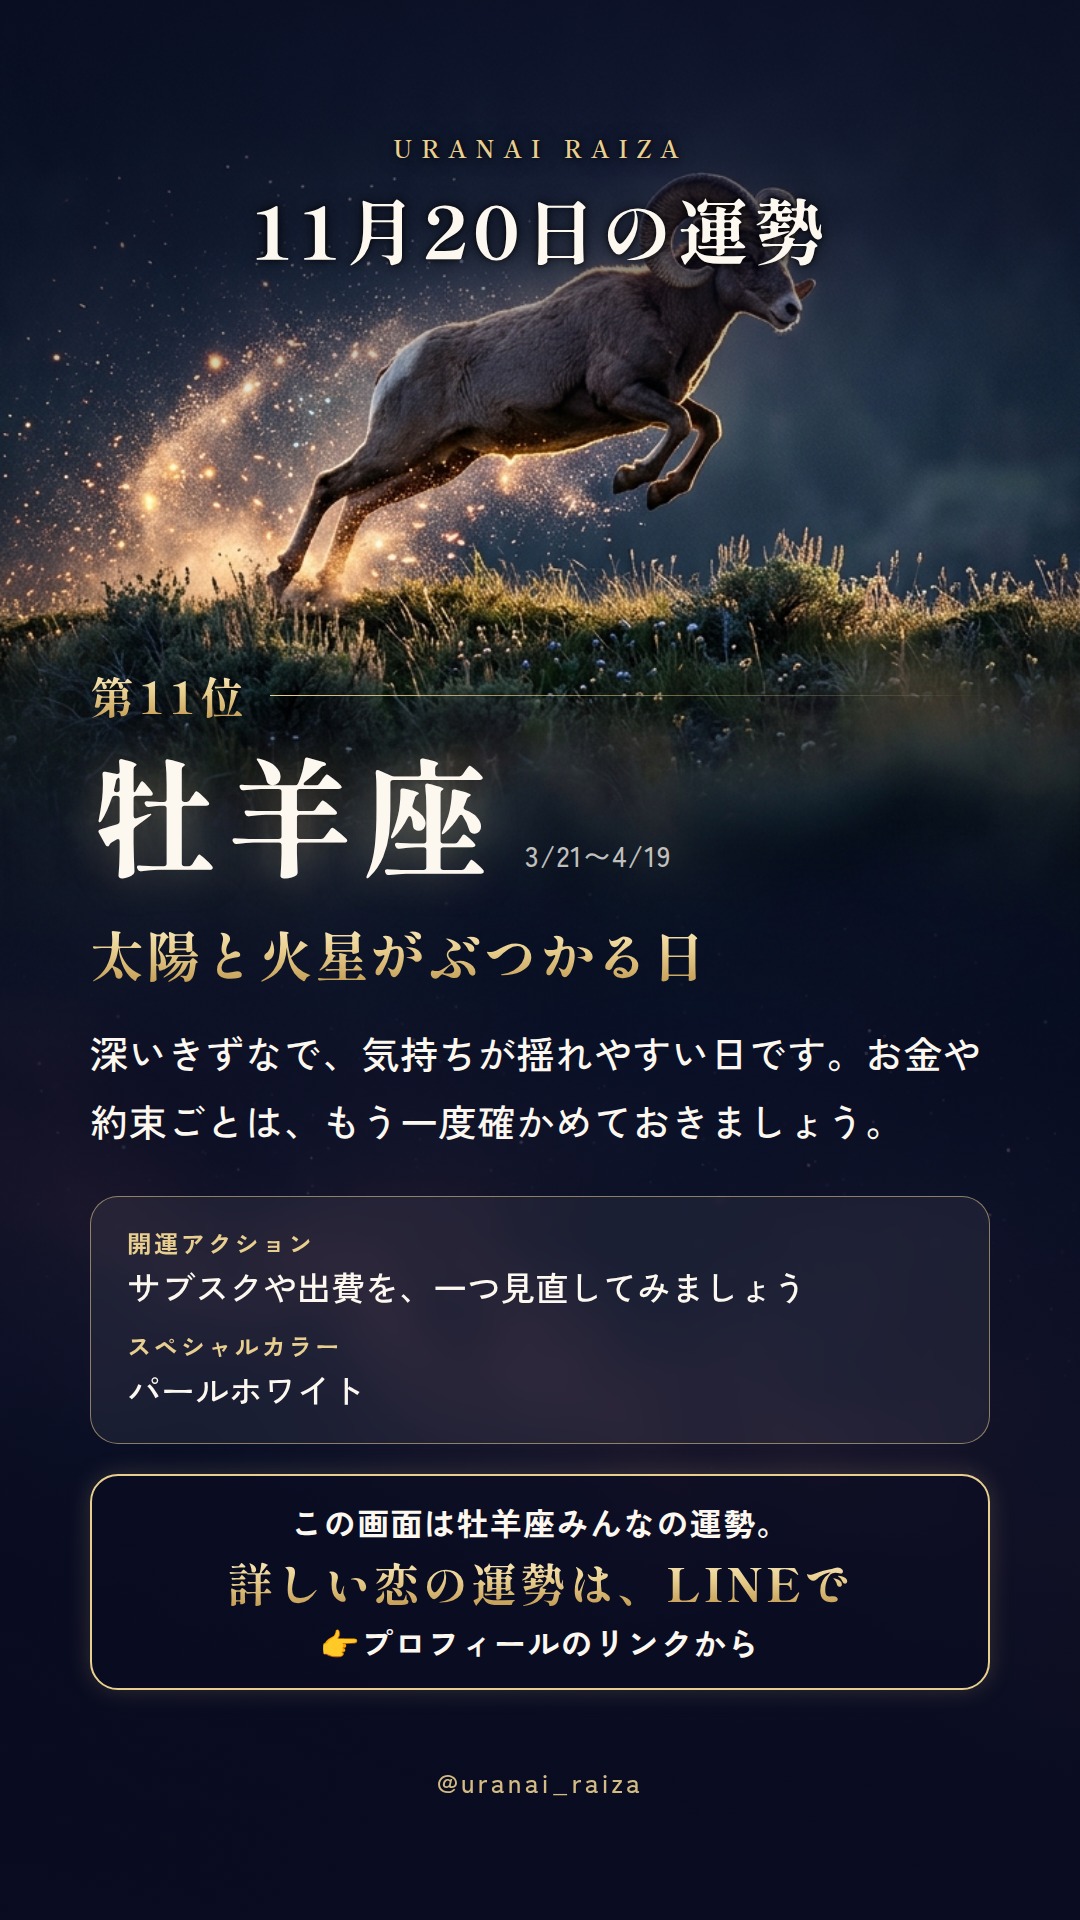 URANAI RAIZA
11月20日の運勢
第11位
牡羊座 3/21〜4/19
太陽と火星がぶつかる日
深いきずなで、気持ちが揺れやすい日です。お金や
約束ごとは、もう一度確かめておきましょう。
開運アクション
サブスクや出費を、一つ見直してみましょう
スペシャルカラー
パールホワイト
この画面は牡羊座みんなの運勢。
詳しい恋の運勢は、LINEで
👉プロフィールのリンクから
@uranai_raiza